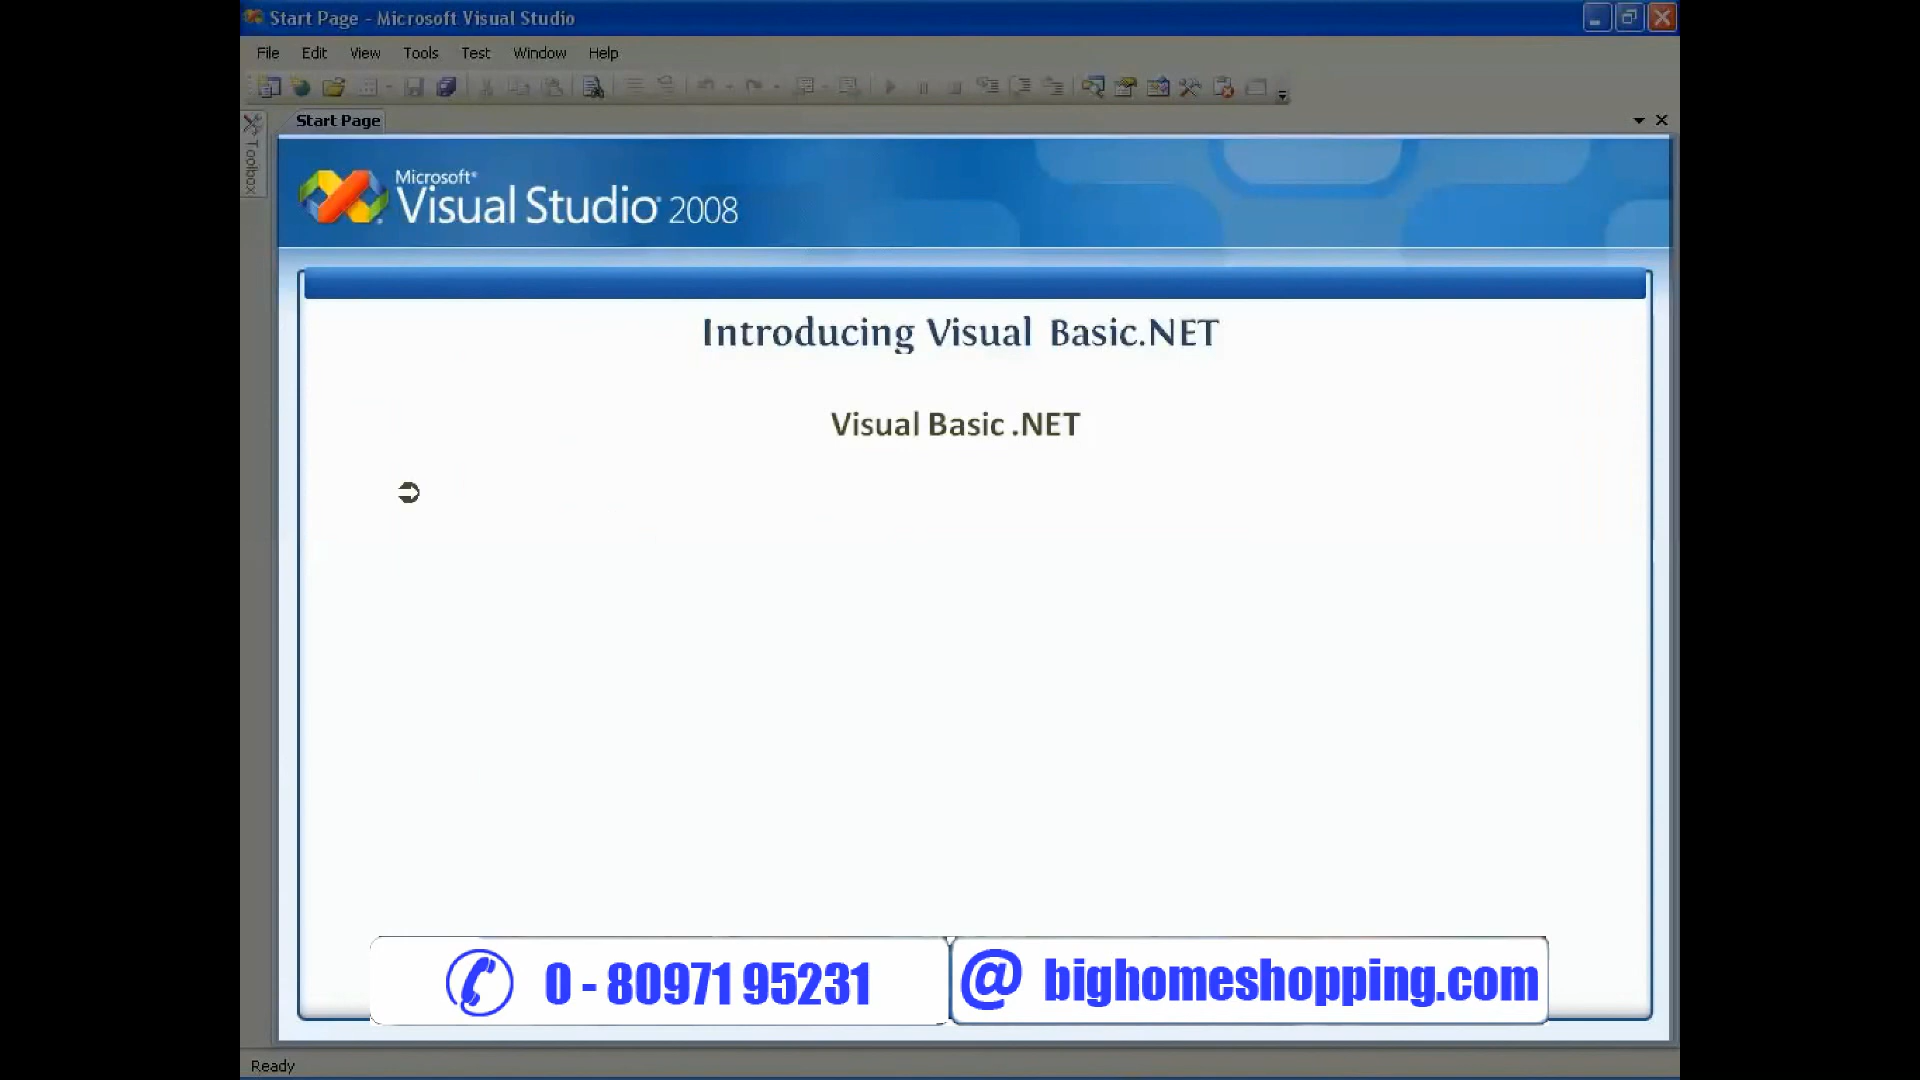 Start Page - Microsoft Visual Studio
File Edit View Tools Test Window Help
Start Page
Toolbox
Microsoft®
Visual Studio® 2008
Introducing Visual Basic.NET
Visual Basic .NET
0 - 80971 95231
@ bighomeshopping.com
Ready